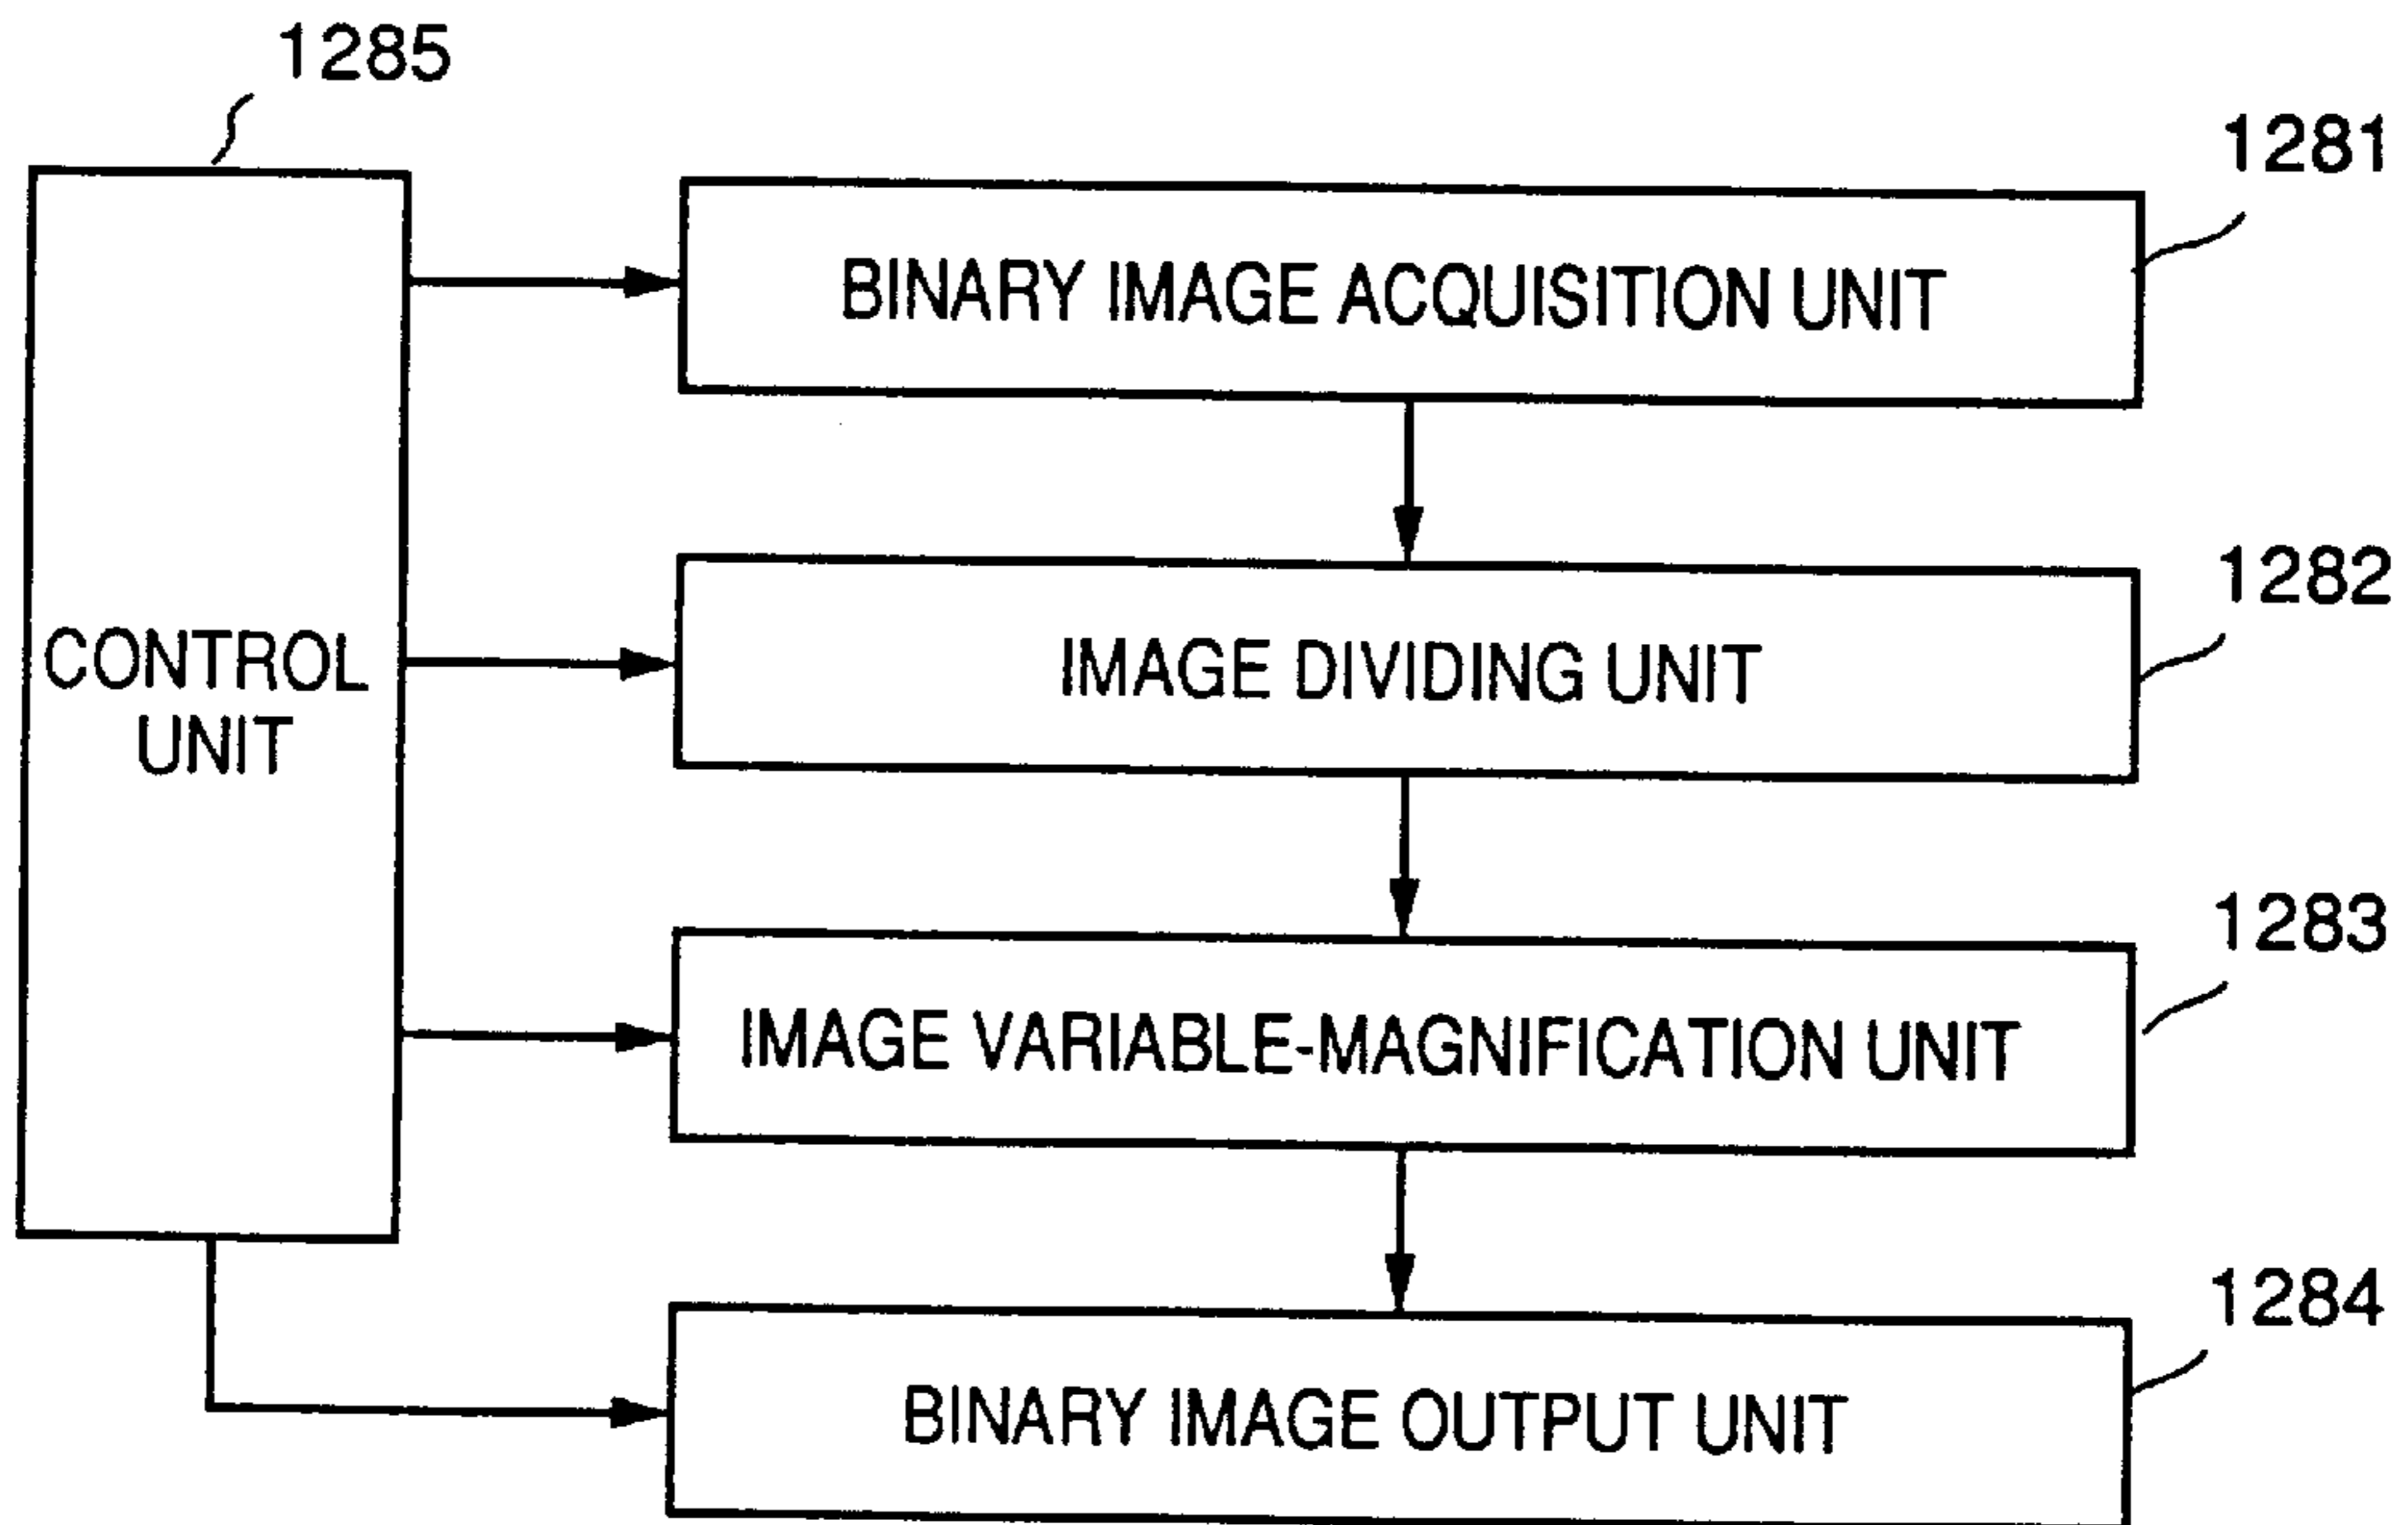 1285
1281
BINARY IMAGE ACQUISITION UNIT
1282
IMAGE DIVIDING UNIT
CONTROL
UNIT
1283
IMAGE VARIABLE-MAGNIFICATION UNIT
1284
BINARY IMAGE OUTPUT UNIT